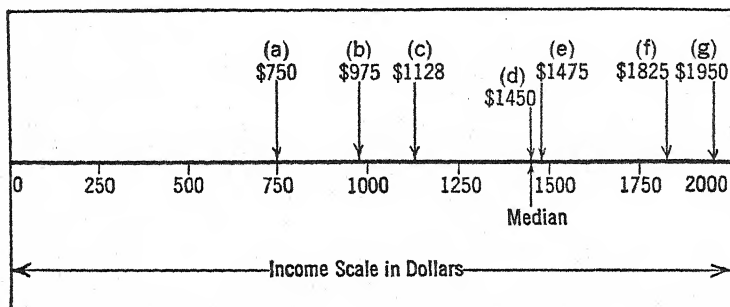 (a) (b) (c) (d) (e) (f) (g)
$750 $975 $1128 $1450 $1475 $1825 $1950
0 250 500 750 1000 1250 1500 1750 2000
Median
Income Scale in Dollars